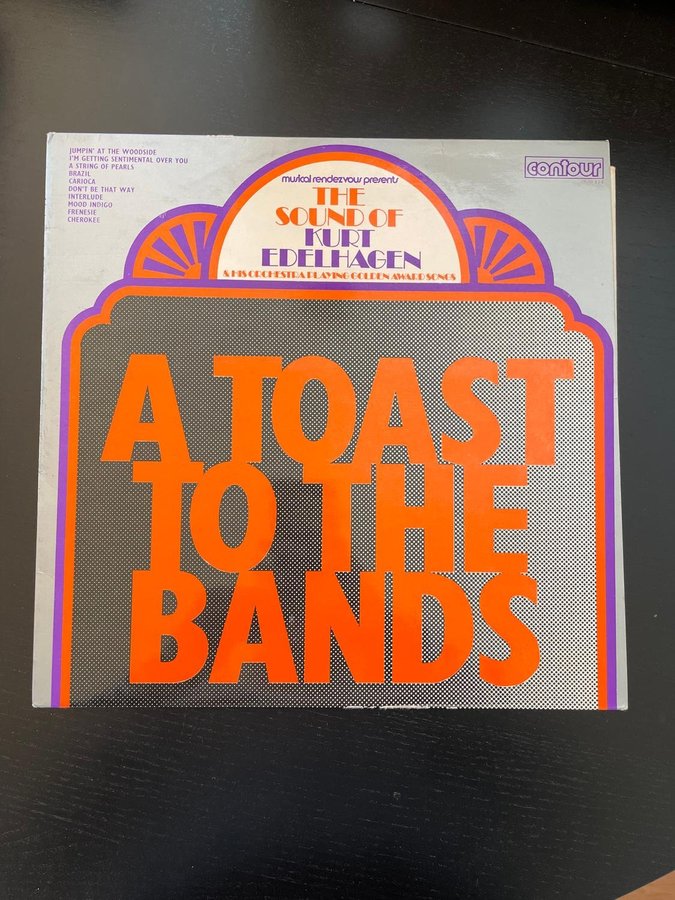 JUMPIN' AT THE WOODSIDE
I'M GETTING SENTIMENTAL OVER YOU
A STRING OF PEARLS
BRAZIL
CARIOCA
DON'T BE THAT WAY
INTERLUDE
MOOD INDIGO
FRENESIE
CHEROKEE
contour
musical rendezvous presents
THE
SOUND OF
KURT
EDELHAGEN
& HIS ORCHESTRA PLAYING GOLDEN AWARD SONGS
A TOAST
TO THE
BANDS